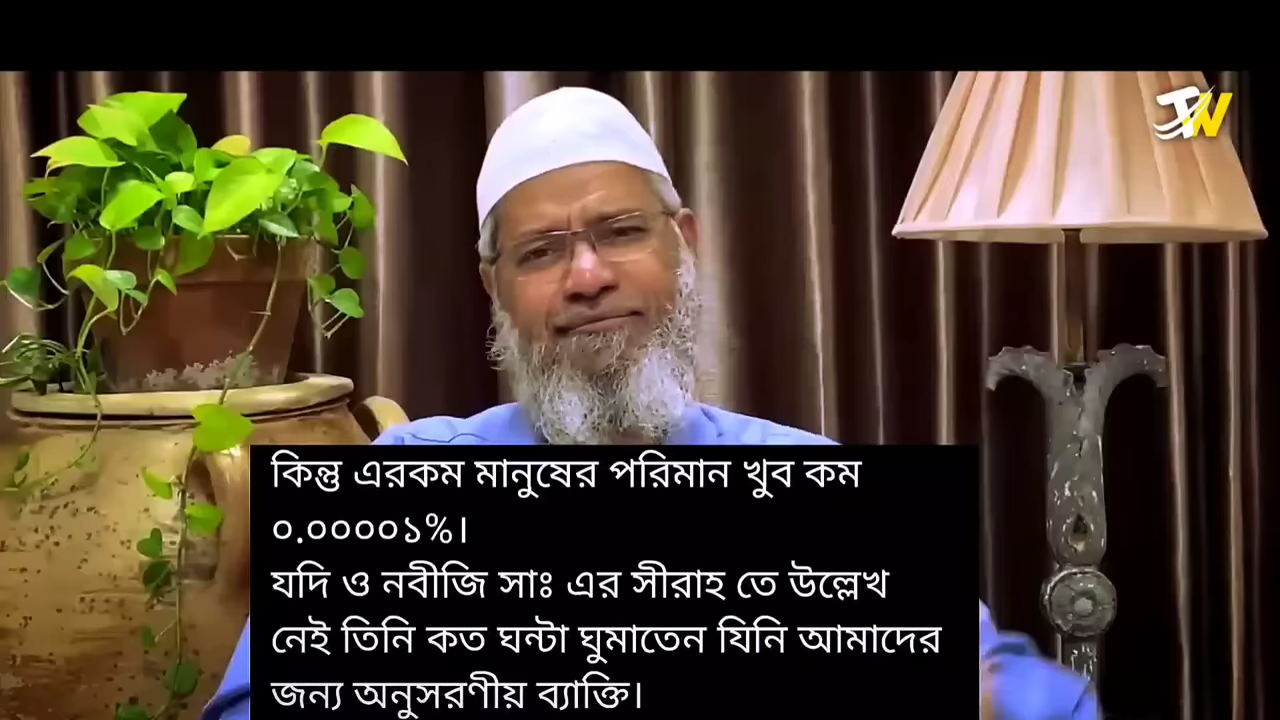 কিন্তু এরকম মানুষের পরিমান খুব কম
০.০০০০১%।
যদি ও নবীজি সাঃ এর সীরাহ তে উল্লেখ
নেই তিনি কত ঘন্টা ঘুমাতেন যিনি আমাদের
জন্য অনুসরণীয় ব্যাক্তি।